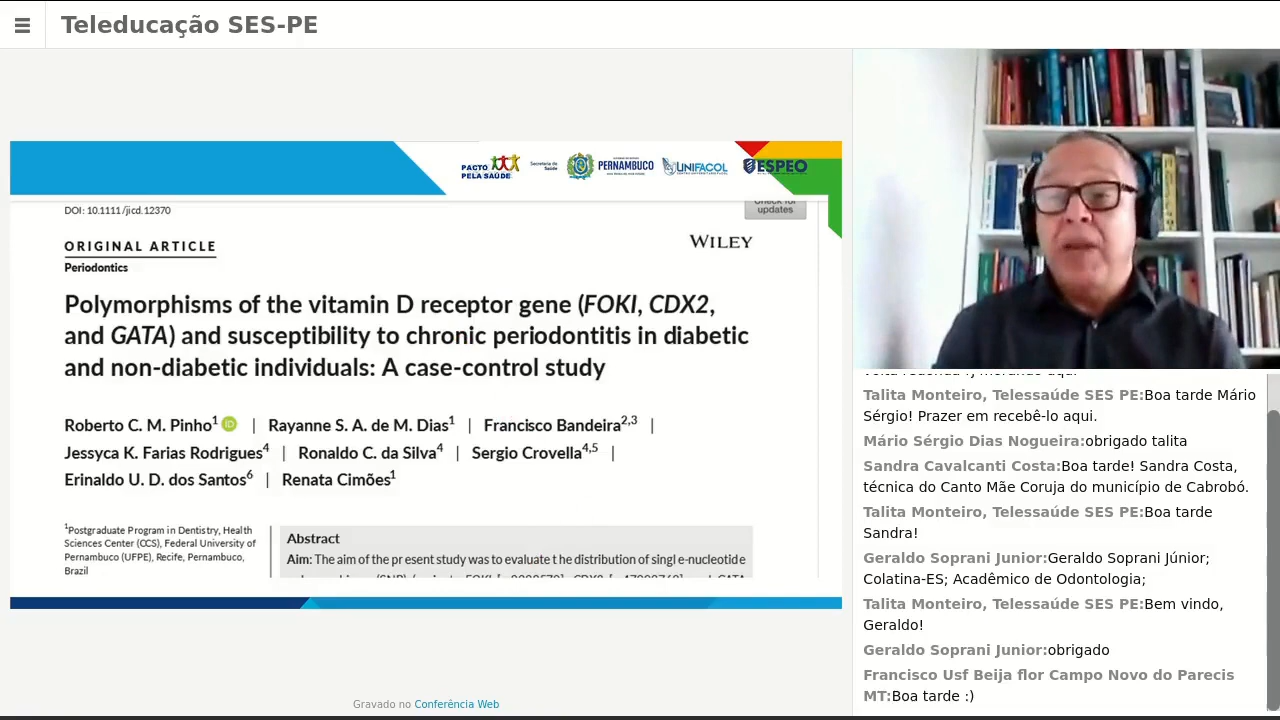 Teleducação SES-PE
PACTO
PELA SAÚDE
Secretaria de
Saúde
PERNAMBUCO
UNIFACOL
ESPEO
DOI: 10.1111/jicd.12370
Check for
updates
ORIGINAL ARTICLE
WILEY
Periodontics
Polymorphisms of the vitamin D receptor gene (FOKI, CDX2,
and GATA) and susceptibility to chronic periodontitis in diabetic
and non-diabetic individuals: A case-control study
Roberto C. M. Pinho1 iD | Rayanne S. A. de M. Dias1 | Francisco Bandeira2,3 |
Jessyca K. Farias Rodrigues4 | Ronaldo C. da Silva4 | Sergio Crovella4,5 |
Erinaldo U. D. dos Santos6 | Renata Cimões1
1Postgraduate Program in Dentistry, Health
Sciences Center (CCS), Federal University of
Pernambuco (UFPE), Recife, Pernambuco,
Brazil
Abstract
Aim: The aim of the present study was to evaluate the distribution of single-nucleotide
Gravado no Conferência Web
Talita Monteiro, Telessaúde SES PE:Boa tarde Mário
Sérgio! Prazer em recebê-lo aqui.
Mário Sérgio Dias Nogueira:obrigado talita
Sandra Cavalcanti Costa:Boa tarde! Sandra Costa,
técnica do Canto Mãe Coruja do município de Cabrobó.
Talita Monteiro, Telessaúde SES PE:Boa tarde
Sandra!
Geraldo Soprani Junior:Geraldo Soprani Júnior;
Colatina-ES; Acadêmico de Odontologia;
Talita Monteiro, Telessaúde SES PE:Bem vindo,
Geraldo!
Geraldo Soprani Junior:obrigado
Francisco Usf Beija flor Campo Novo do Parecis
MT:Boa tarde :)